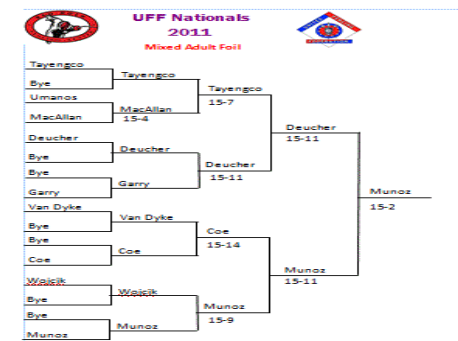 UFF Nationals
2011
Mixed Adult Foil
Tayengco
Bye
Umanos
MacAllan
Deucher
Bye
Bye
Garry
Van Dyke
Bye
Bye
Coe
Wojcik
Bye
Bye
Munoz
Tayengco
MacAllan
15-4
Deucher
Garry
Van Dyke
Coe
Wojcik
Munoz
Tayengco
15-7
Deucher
15-11
Coe
15-14
Munoz
15-9
Deucher
15-11
Munoz
15-11
Munoz
15-2